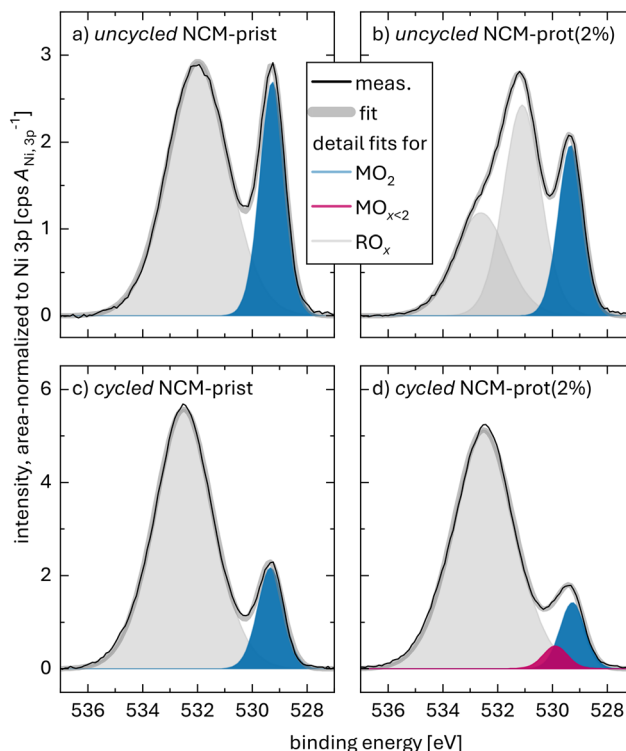 a) uncycled NCM-prist
b) uncycled NCM-prot(2%)
3
2
1
0
meas.
fit
detail fits for
MO₂
MOₓ<₂
ROₓ
c) cycled NCM-prist
d) cycled NCM-prot(2%)
6
4
2
0
536 534 532 530 528 536 534 532 530 528
binding energy [eV]
intensity, area-normalized to Ni 3p [cps A_Ni, 3p⁻¹]